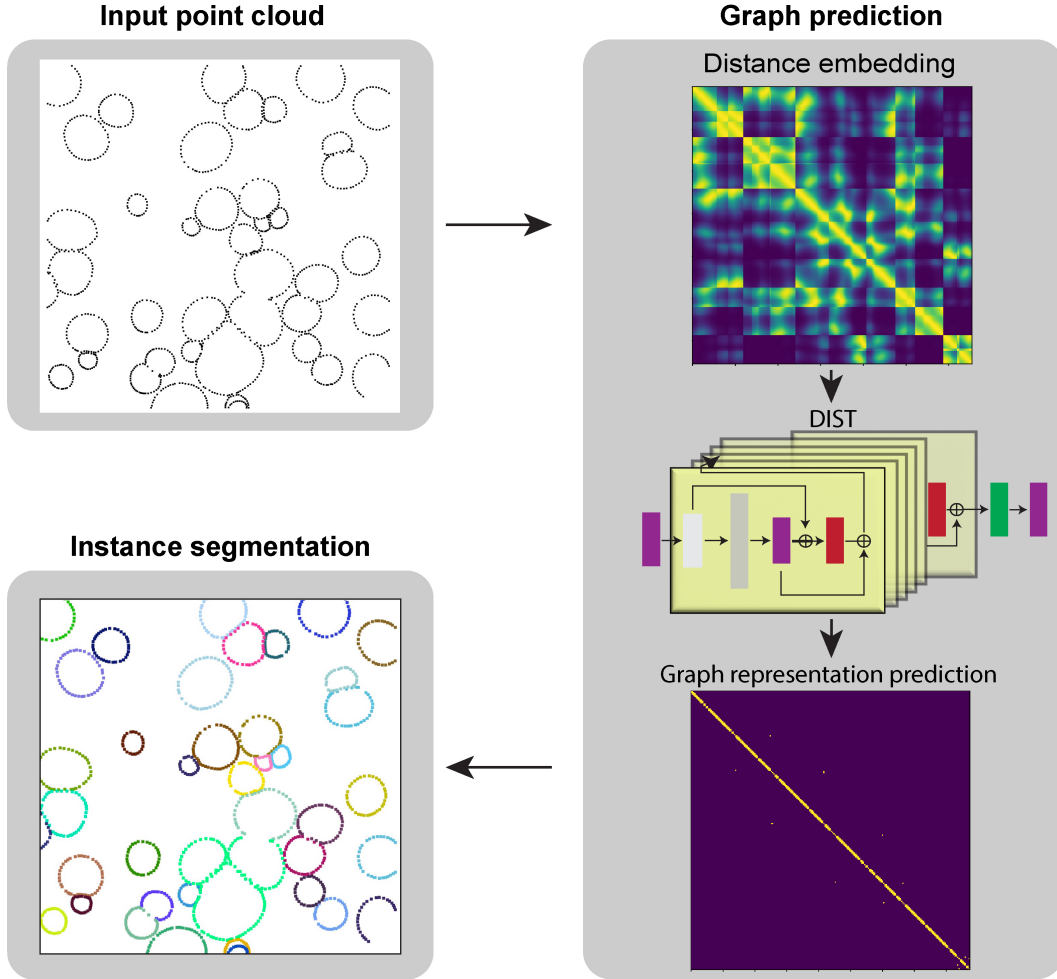 Input point cloud
Graph prediction
Distance embedding
DIST
Graph representation prediction
Instance segmentation